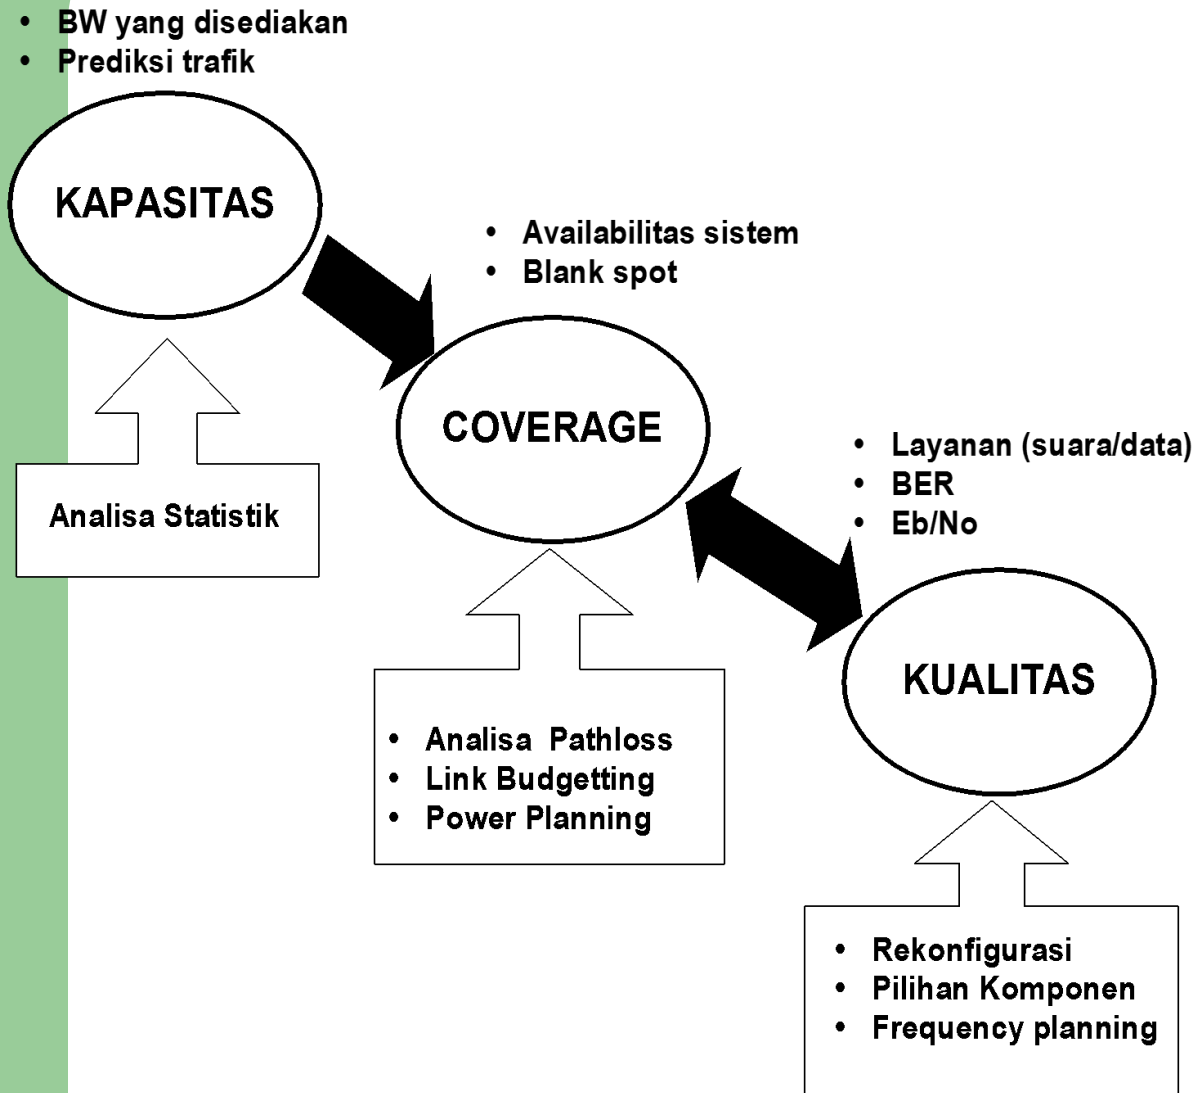 • BW yang disediakan
• Prediksi trafik
KAPASITAS
• Availabilitas sistem
• Blank spot
COVERAGE
• Layanan (suara/data)
• BER
• Eb/No
Analisa Statistik
KUALITAS
• Analisa Pathloss
• Link Budgetting
• Power Planning
• Rekonfigurasi
• Pilihan Komponen
• Frequency planning